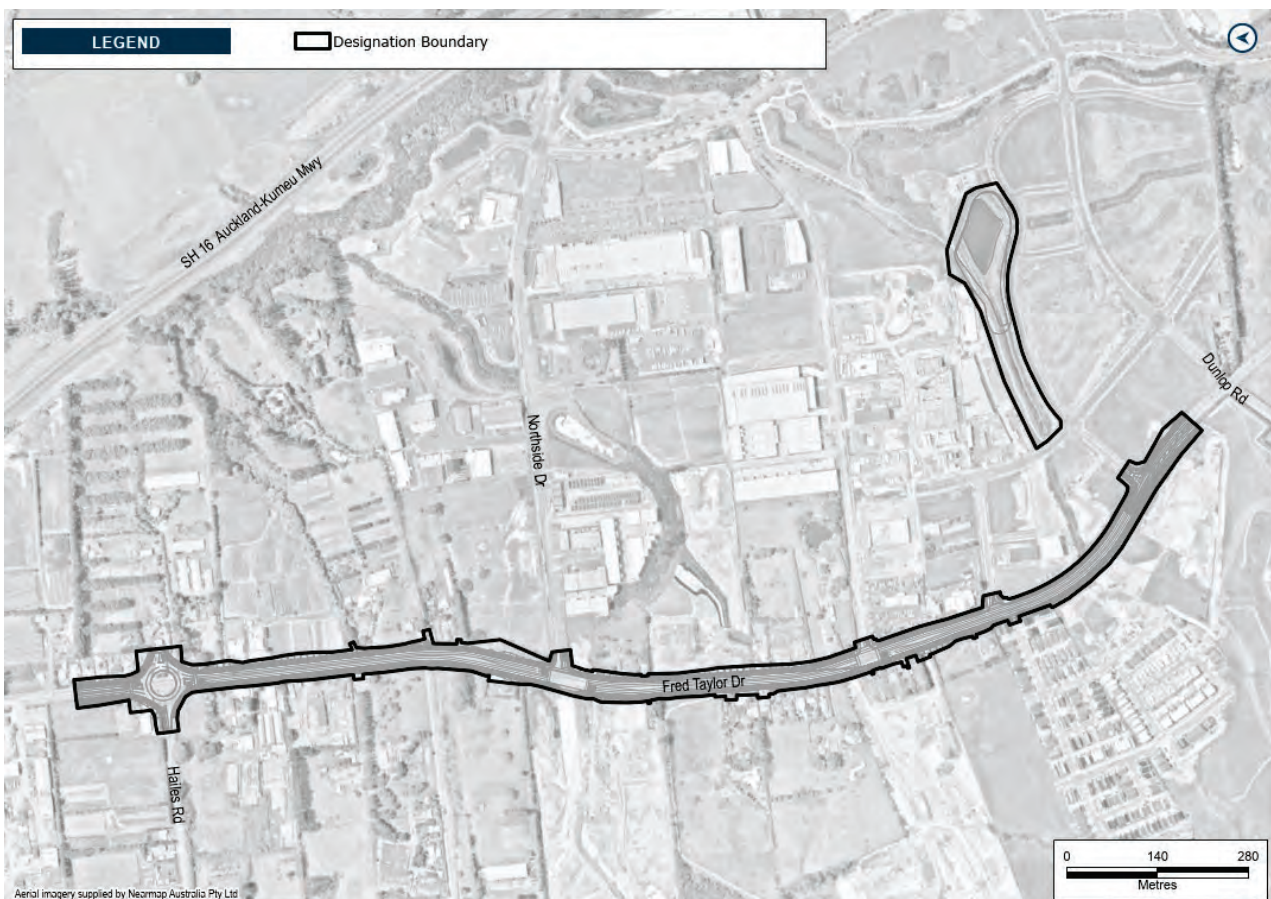 LEGEND
Designation Boundary
SH 16 Auckland-Kumeu Mwy
Dunlop Rd
Northside Dr
Fred Taylor Dr
Hailes Rd
0 140 280
Metres
Aerial imagery supplied by Nearmap Australia Pty Ltd